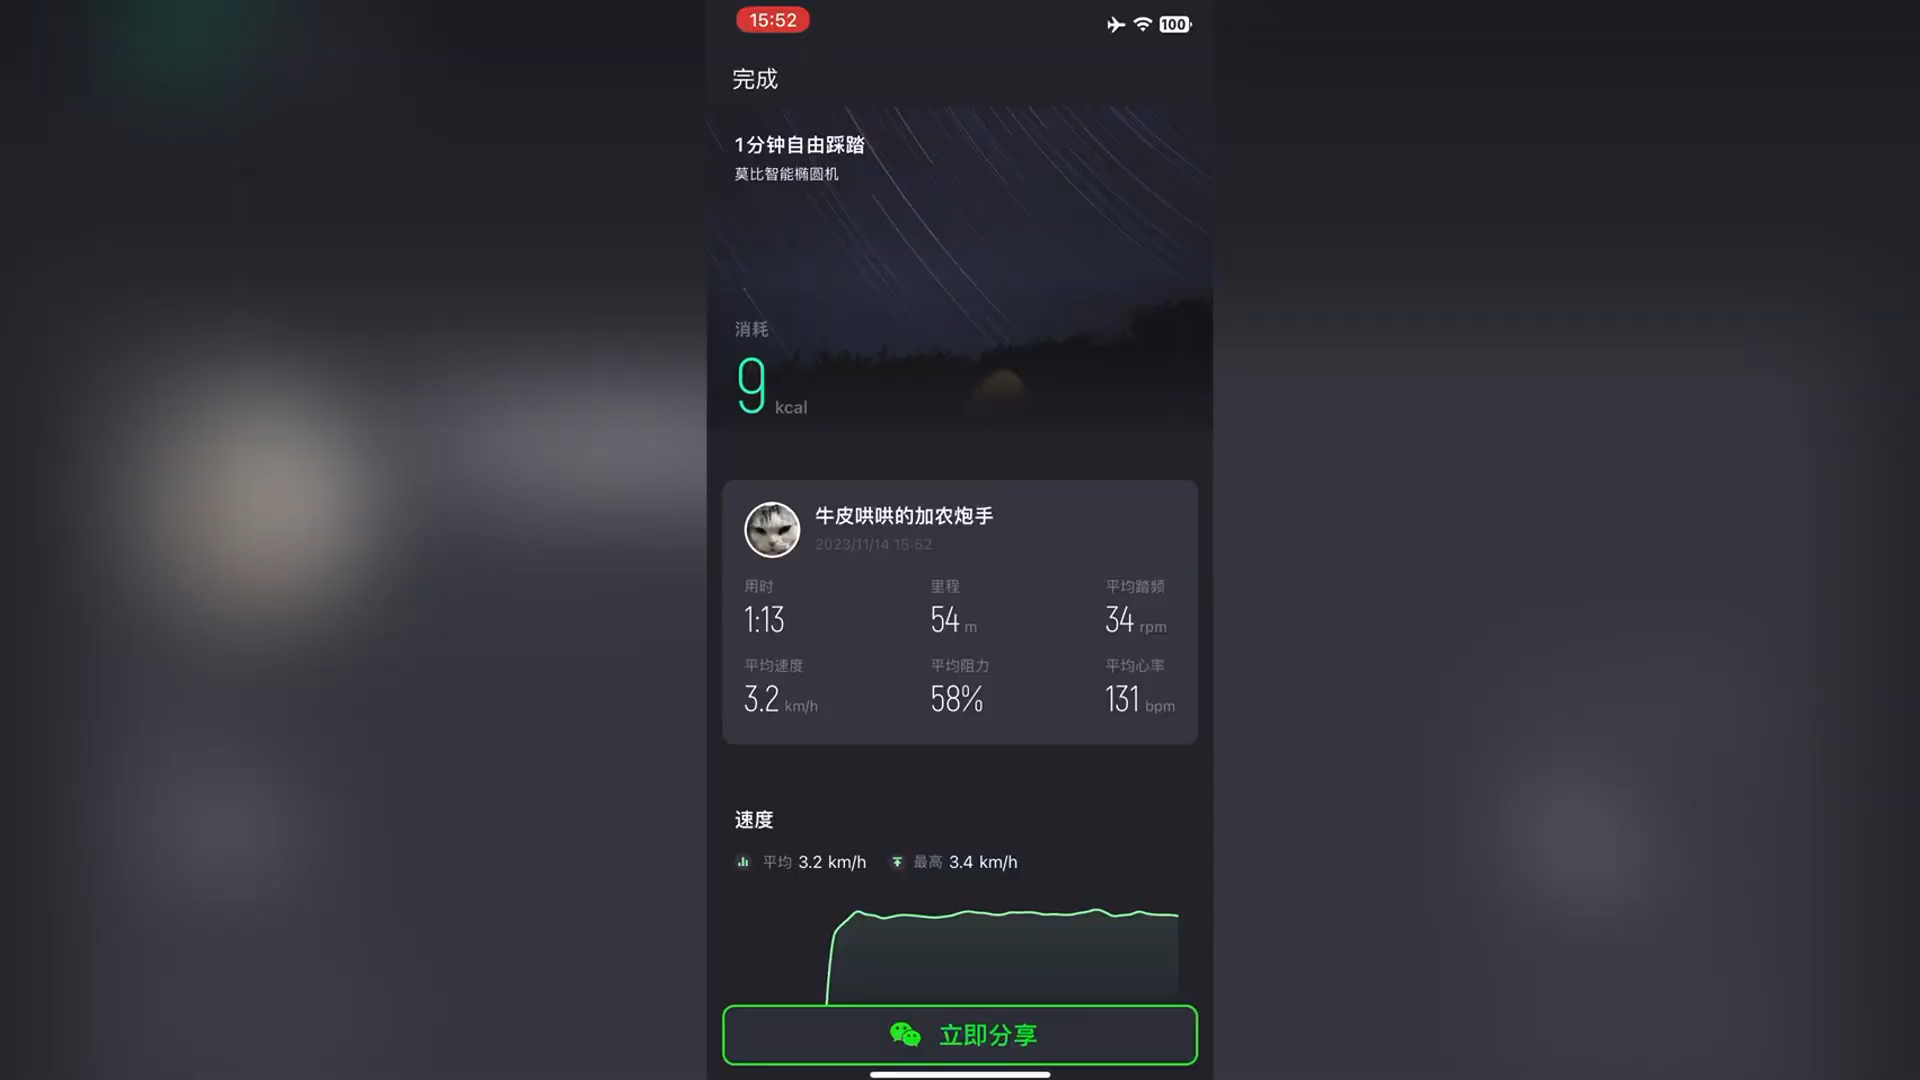 15:52
100
完成
1分钟自由踩踏
莫比智能椭圆机
消耗
9 kcal
牛皮哄哄的加农炮手
2023/11/14 15:52
用时 里程 平均踏频
1:13 54 m 34 rpm
平均速度 平均阻力 平均心率
3.2 km/h 58% 131 bpm
速度
平均 3.2 km/h 最高 3.4 km/h
立即分享